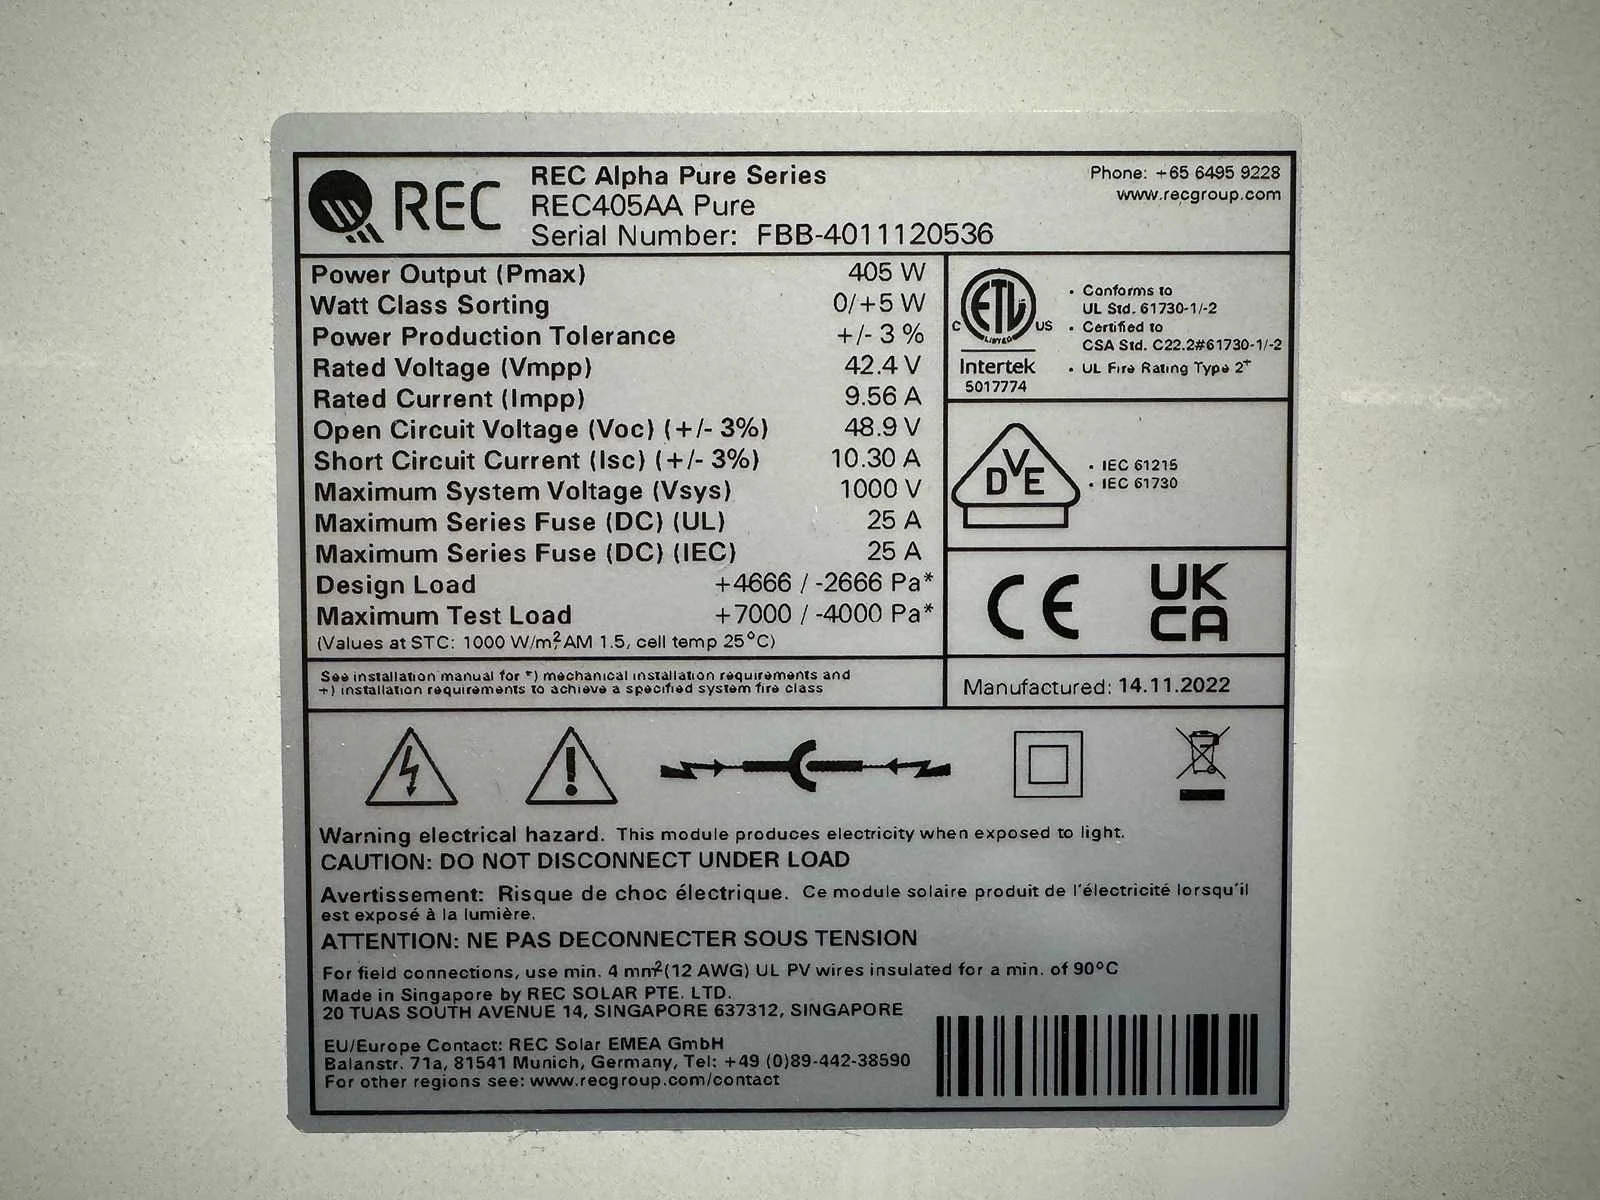 REC
REC Alpha Pure Series
REC405AA Pure
Serial Number: FBB-4011120536
Phone: +65 6495 9228
www.recgroup.com
Power Output (Pmax) 405 W
Watt Class Sorting 0/+5 W
Power Production Tolerance +/- 3 %
Rated Voltage (Vmpp) 42.4 V
Rated Current (Impp) 9.56 A
Open Circuit Voltage (Voc) (+/- 3%) 48.9 V
Short Circuit Current (Isc) (+/- 3%) 10.30 A
Maximum System Voltage (Vsys) 1000 V
Maximum Series Fuse (DC) (UL) 25 A
Maximum Series Fuse (DC) (IEC) 25 A
Design Load +4666 / -2666 Pa*
Maximum Test Load +7000 / -4000 Pa*
(Values at STC: 1000 W/m², AM 1.5, cell temp 25°C)
See installation manual for *) mechanical installation requirements and
+) installation requirements to achieve a specified system fire class
C ETL US
LISTED
Intertek
5017774
• Conforms to
UL Std. 61730-1/-2
• Certified to
CSA Std. C22.2#61730-1/-2
• UL Fire Rating Type 2+
DVE
• IEC 61215
• IEC 61730
CE
UK
CA
Manufactured: 14.11.2022
Warning electrical hazard. This module produces electricity when exposed to light.
CAUTION: DO NOT DISCONNECT UNDER LOAD
Avertissement: Risque de choc électrique. Ce module solaire produit de l'électricité lorsqu'il
est exposé à la lumière.
ATTENTION: NE PAS DECONNECTER SOUS TENSION
For field connections, use min. 4 mm² (12 AWG) UL PV wires insulated for a min. of 90°C
Made in Singapore by REC SOLAR PTE. LTD.
20 TUAS SOUTH AVENUE 14, SINGAPORE 637312, SINGAPORE
EU/Europe Contact: REC Solar EMEA GmbH
Balanstr. 71a, 81541 Munich, Germany, Tel: +49 (0)89-442-38590
For other regions see: www.recgroup.com/contact